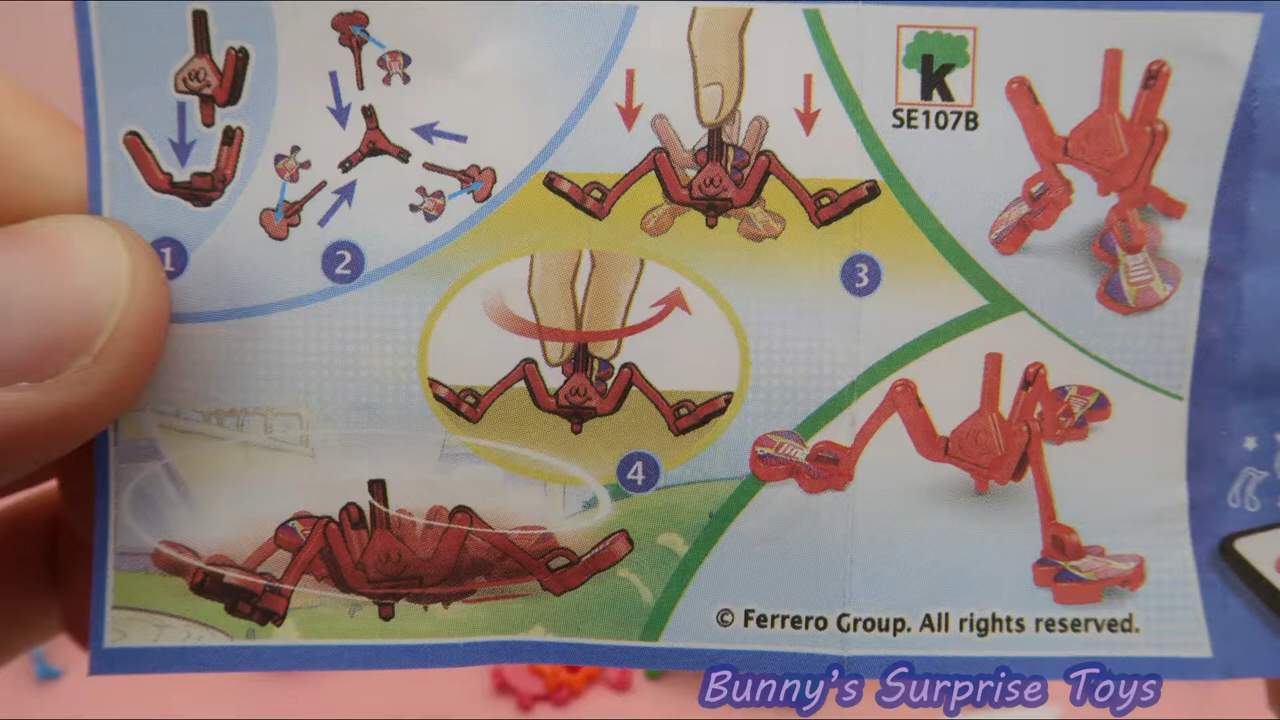 1
2
3
4
k
SE107B
© Ferrero Group. All rights reserved.
Bunny's Surprise Toys